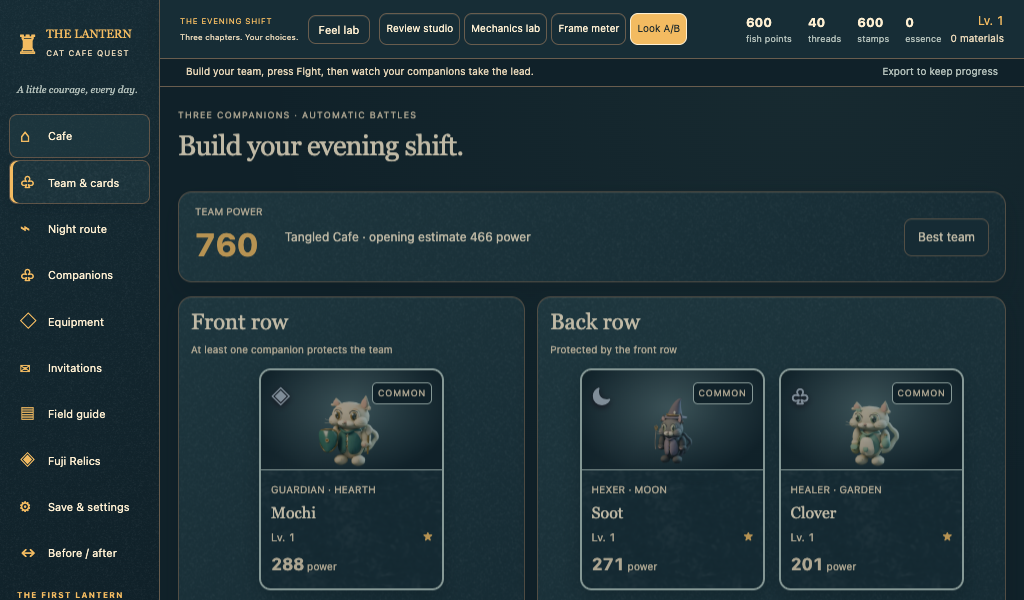 THE LANTERN
CAT CAFE QUEST
A little courage, every day.
Cafe
Team & cards
Night route
Companions
Equipment
Invitations
Field guide
Fuji Relics
Save & settings
Before / after
THE FIRST LANTERN
THE EVENING SHIFT
Three chapters. Your choices.
Feel lab
Review studio
Mechanics lab
Frame meter
Look A/B
600 fish points
40 threads
600 stamps
0 essence
Lv. 1
0 materials
Build your team, press Fight, then watch your companions take the lead.
Export to keep progress
THREE COMPANIONS · AUTOMATIC BATTLES
Build your evening shift.
TEAM POWER
760
Tangled Cafe · opening estimate 466 power
Best team
Front row
At least one companion protects the team
COMMON
GUARDIAN · HEARTH
Mochi
Lv. 1
288 power
Back row
Protected by the front row
COMMON
HEXER · MOON
Soot
Lv. 1
271 power
COMMON
HEALER · GARDEN
Clover
Lv. 1
201 power